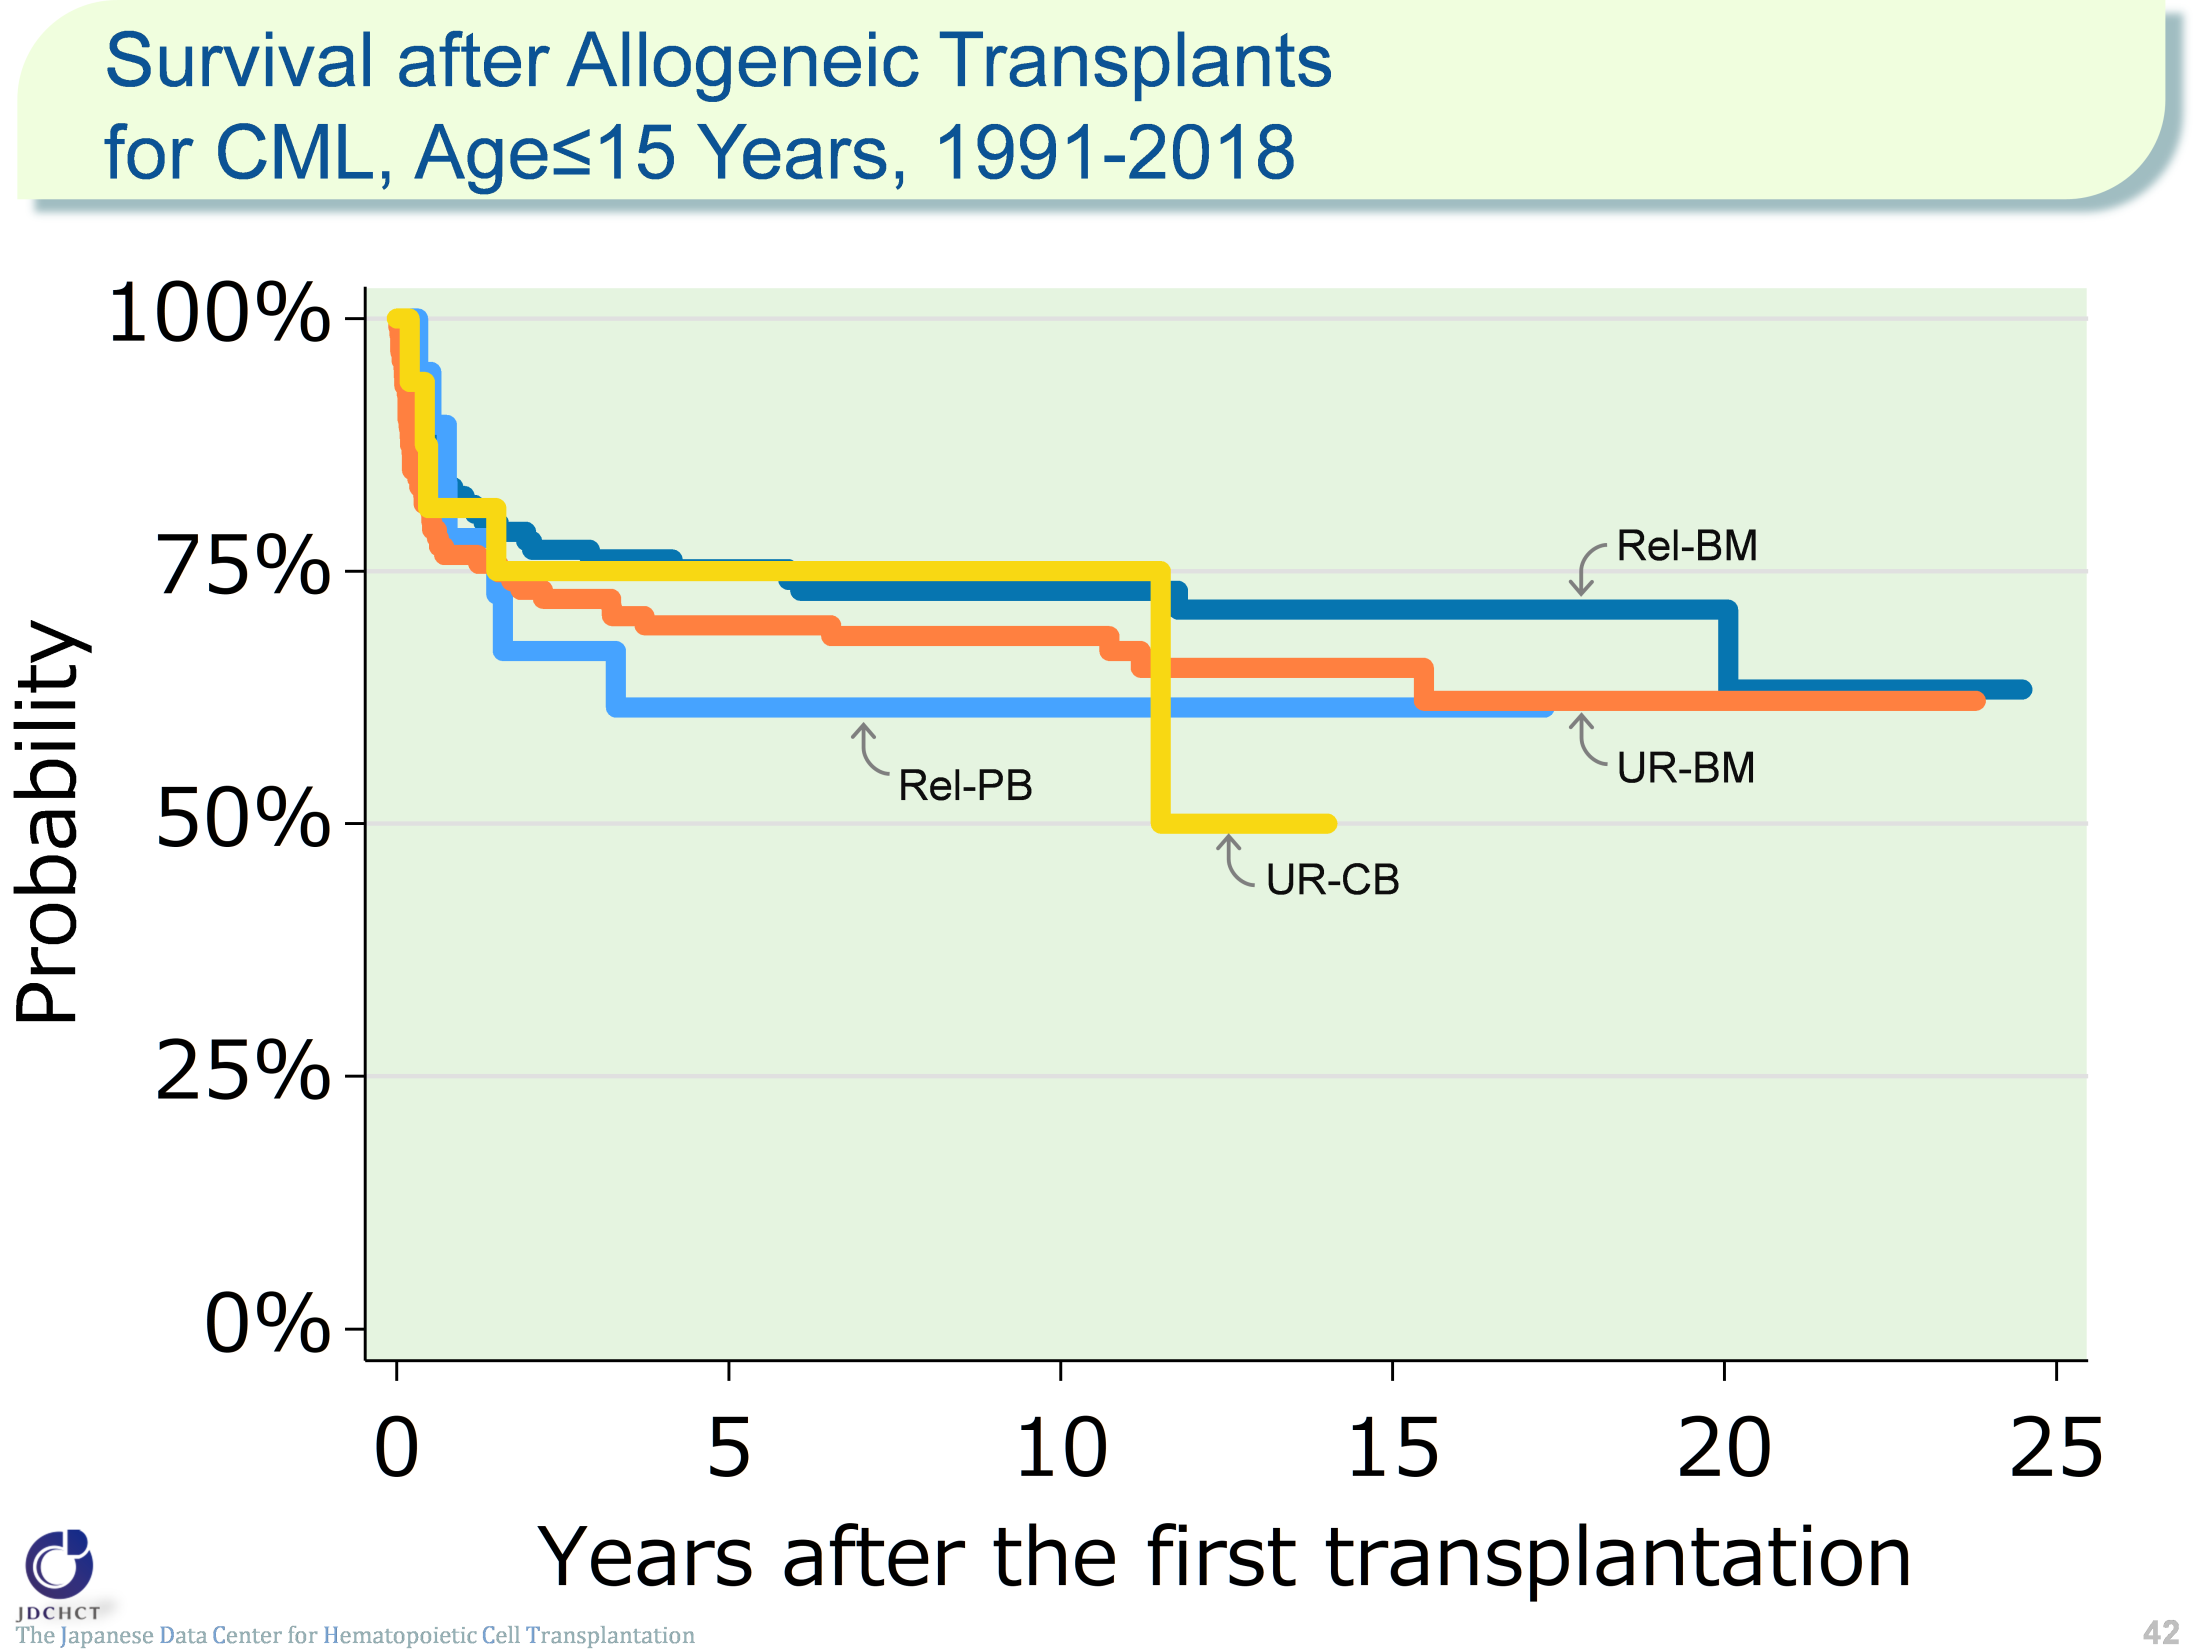 Survival after Allogeneic Transplants
for CML, Age≤15 Years, 1991-2018
100%
75%
50%
25%
0%
Probability
Rel-BM
UR-BM
Rel-PB
UR-CB
0 5 10 15 20 25
Years after the first transplantation
JDCHCT
The Japanese Data Center for Hematopoietic Cell Transplantation
42